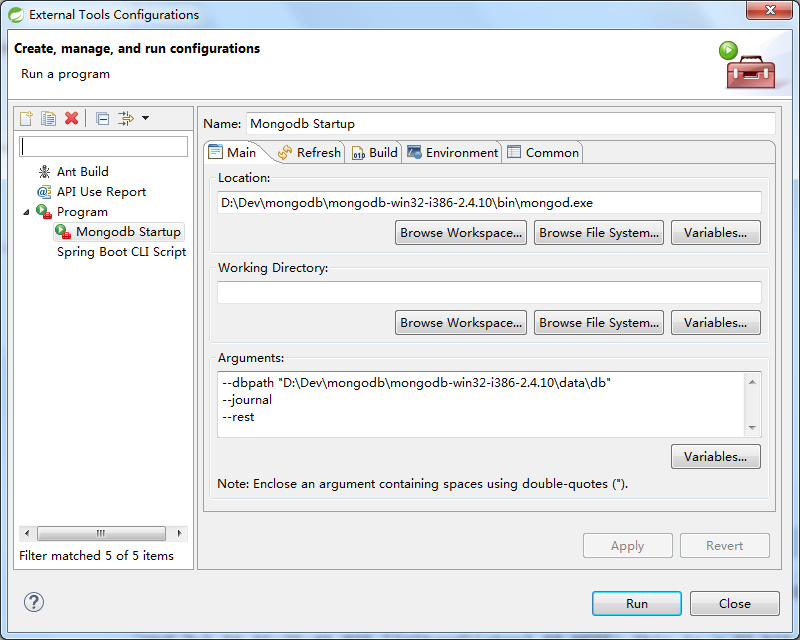 External Tools Configurations
Create, manage, and run configurations
Run a program
Name: Mongodb Startup
Ant Build
API Use Report
Program
Mongodb Startup
Spring Boot CLI Script
Filter matched 5 of 5 items
Main Refresh Build Environment Common
Location:
D:\Dev\mongodb\mongodb-win32-i386-2.4.10\bin\mongod.exe
Browse Workspace... Browse File System... Variables...
Working Directory:
Browse Workspace... Browse File System... Variables...
Arguments:
--dbpath "D:\Dev\mongodb\mongodb-win32-i386-2.4.10\data\db"
--journal
--rest
Variables...
Note: Enclose an argument containing spaces using double-quotes (").
Apply Revert
Run Close